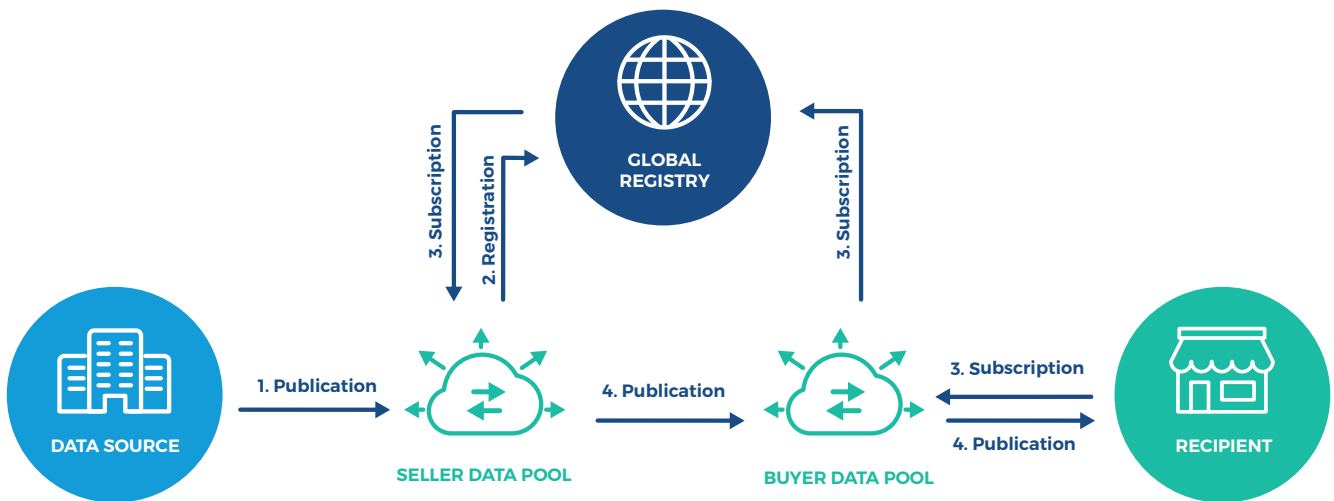 GLOBAL
REGISTRY
3. Subscription
2. Registration
3. Subscription
DATA SOURCE
1. Publication
SELLER DATA POOL
4. Publication
BUYER DATA POOL
3. Subscription
4. Publication
RECIPIENT